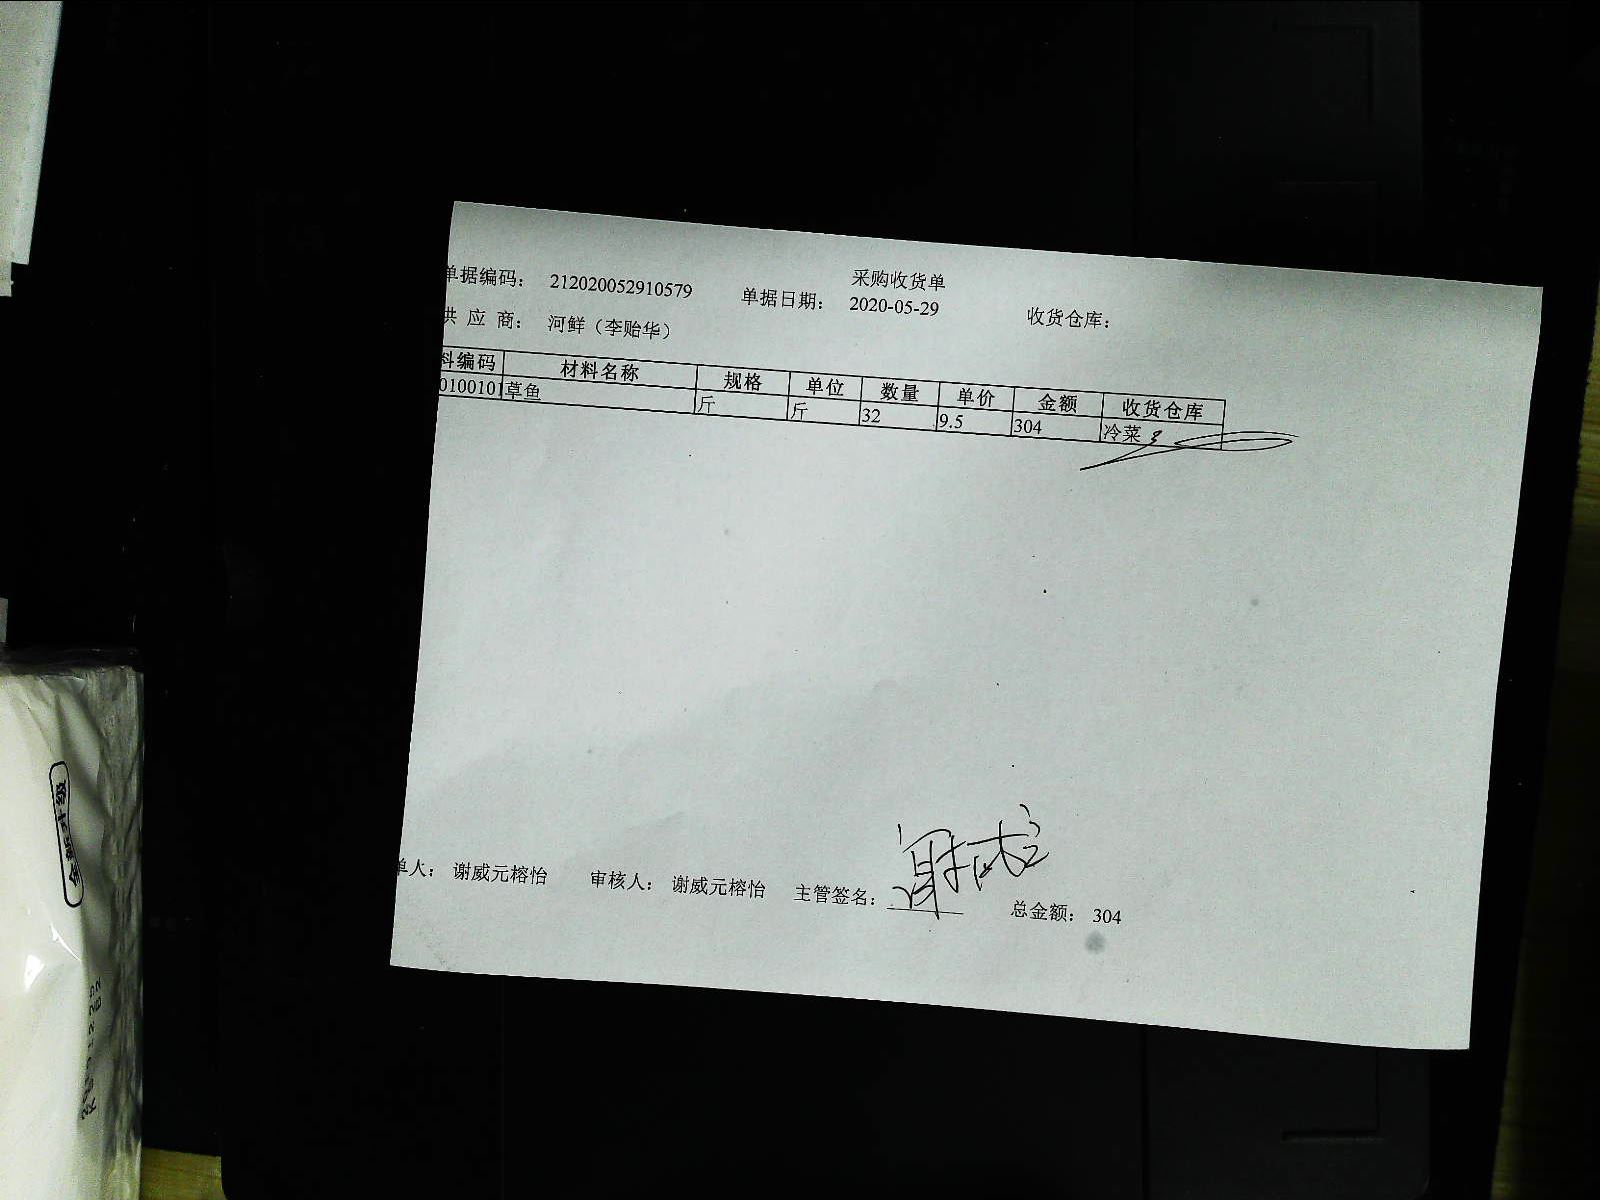 采购收货单
单据编码： 212020052910579 单据日期： 2020-05-29 收货仓库：
供 应 商： 河鲜（李贻华）
料编码 材料名称 规格 单位 数量 单价 金额 收货仓库
0100101 草鱼 斤 斤 32 9.5 304 冷菜
单人： 谢威元榕怡 审核人： 谢威元榕怡 主管签名： 总金额： 304